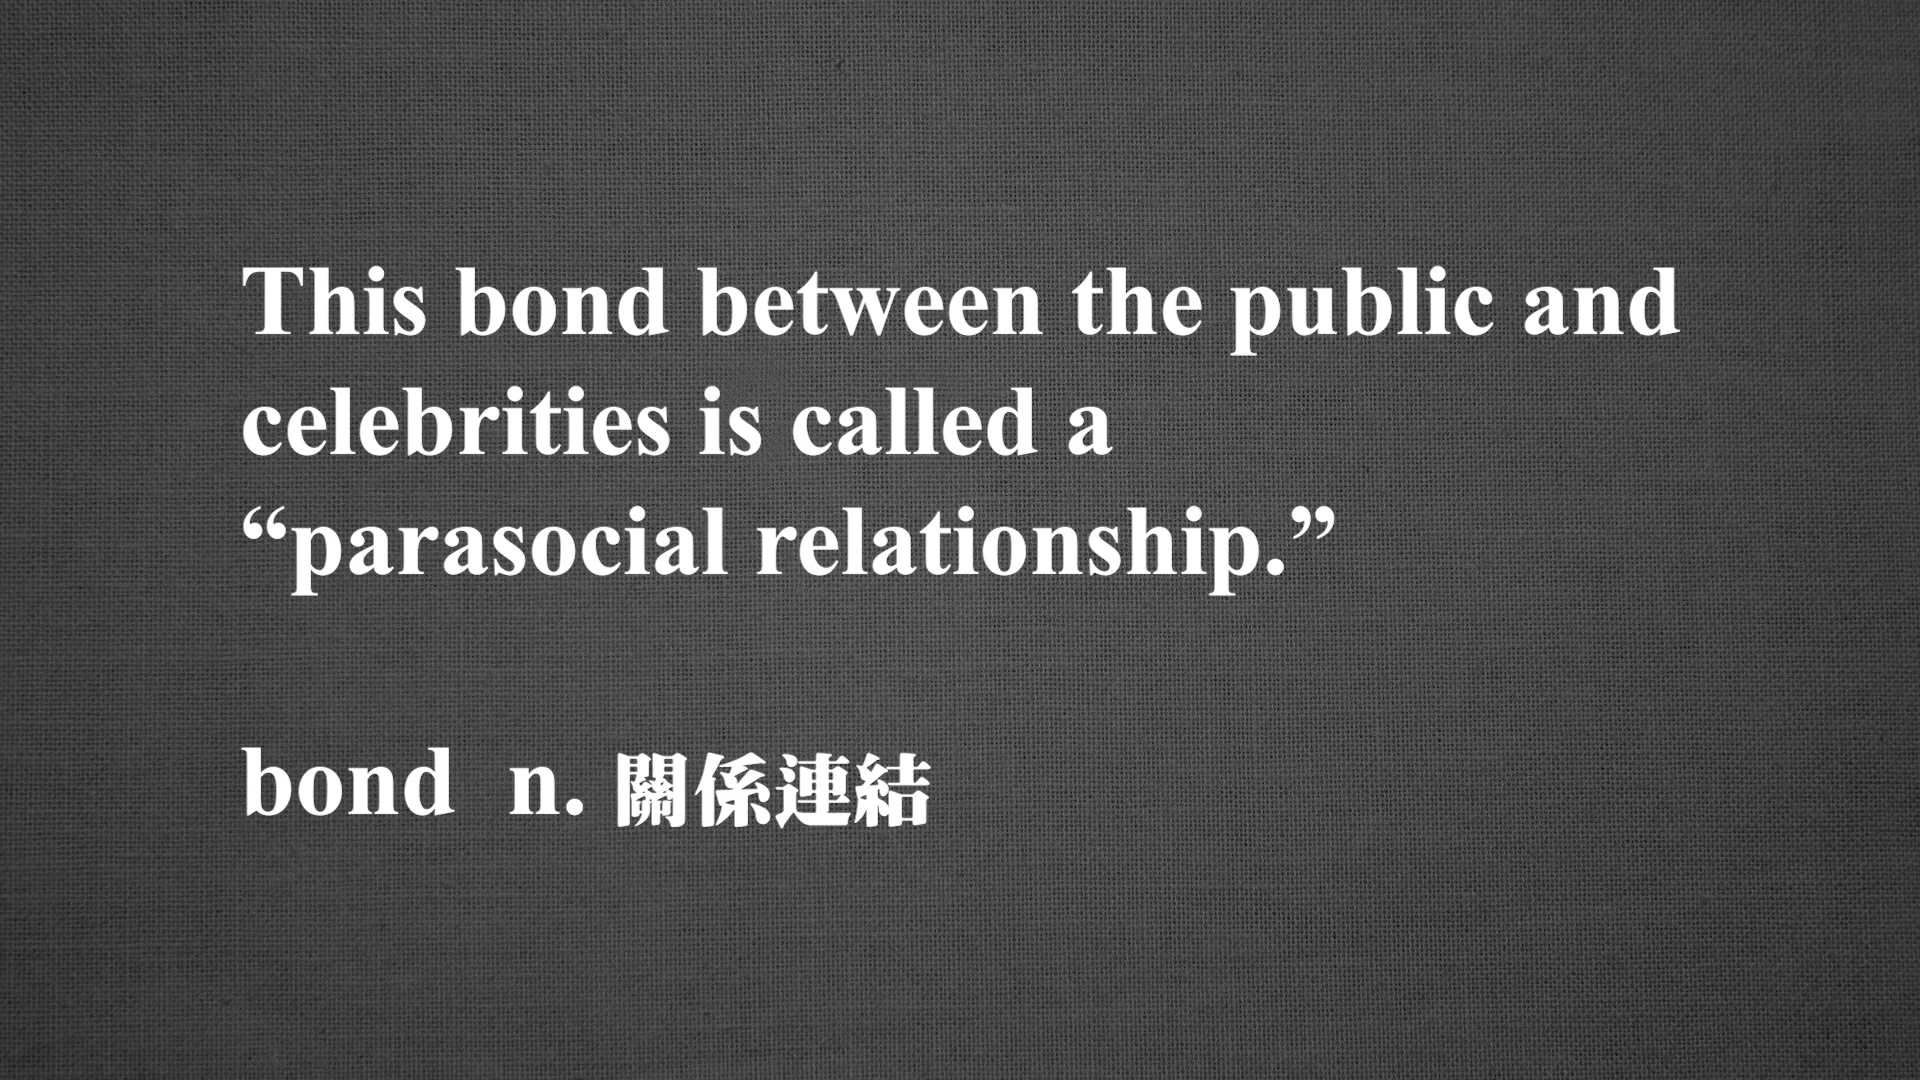 This bond between the public and
celebrities is called a
“parasocial relationship.”
bond  n. 關係連結